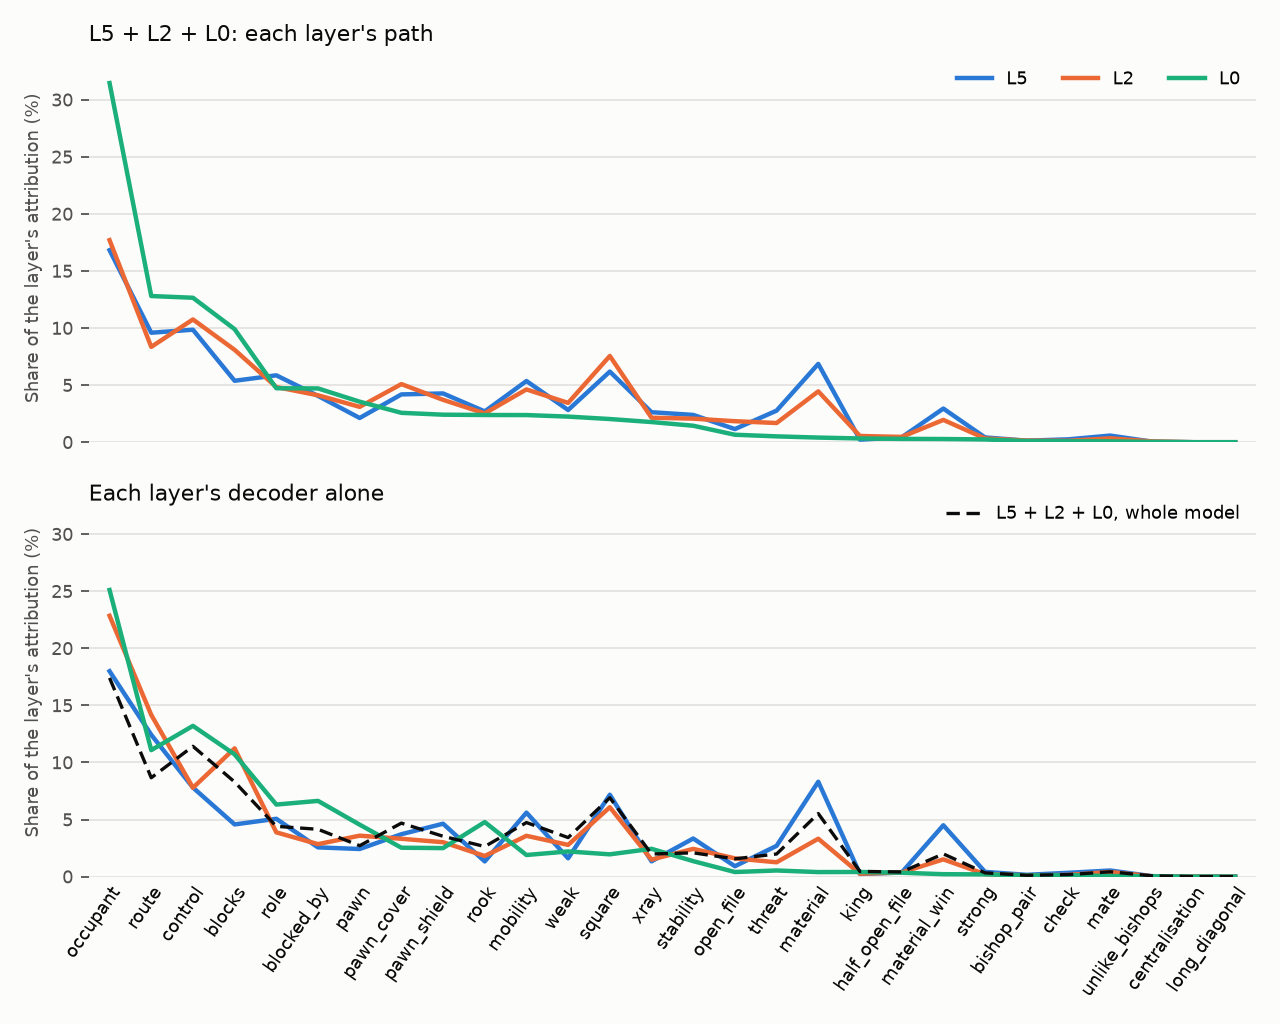 L5 + L2 + L0: each layer's path
L5 L2 L0
Share of the layer's attribution (%)
30
25
20
15
10
5
0
Each layer's decoder alone
L5 + L2 + L0, whole model
Share of the layer's attribution (%)
30
25
20
15
10
5
0
occupant
route
control
blocks
role
blocked_by
pawn
pawn_cover
pawn_shield
rook
mobility
weak
square
xray
stability
open_file
threat
material
king
half_open_file
material_win
strong
bishop_pair
check
mate
unlike_bishops
centralisation
long_diagonal